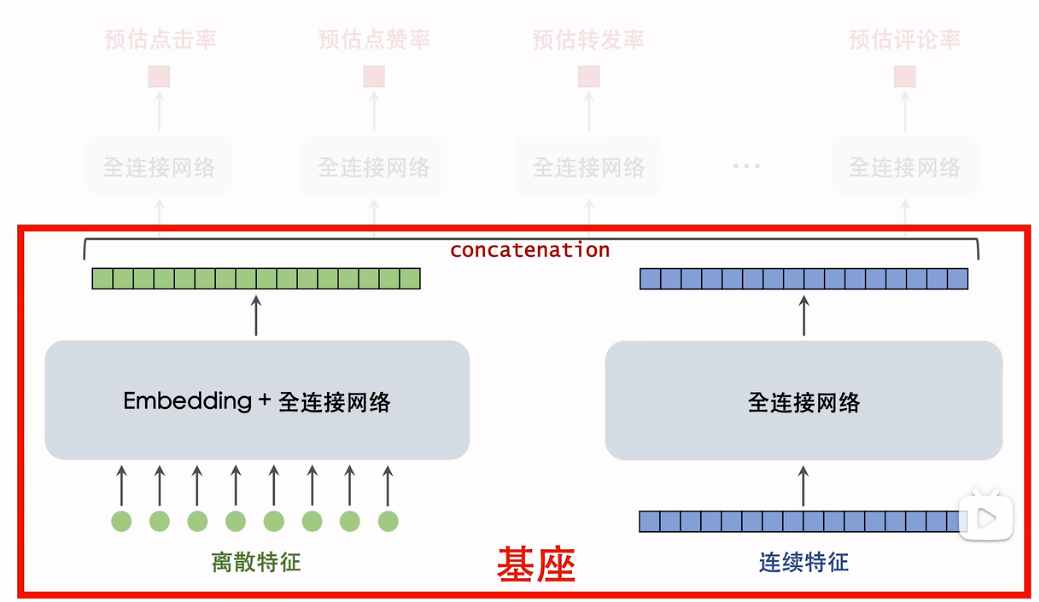 预估点击率 预估点赞率 预估转发率 预估评论率
全连接网络 全连接网络 全连接网络 ... 全连接网络
concatenation
Embedding + 全连接网络 全连接网络
离散特征 基座 连续特征